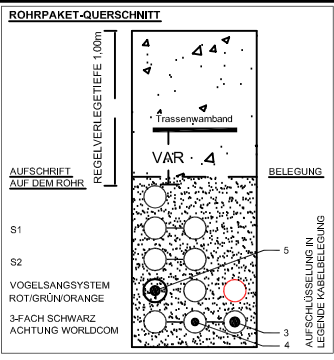 ROHRPAKET-QUERSCHNITT
REGELVERLEGETIEFE 1,00m
Trassenwarnband
VAR
AUFSCHRIFT
AUF DEM ROHR
BELEGUNG
S1
S2
VOGELSANGSYSTEM
ROT/GRÜN/ORANGE
3-FACH SCHWARZ
ACHTUNG WORLDCOM
5
3
4
AUFSCHLÜSSELUNG IN
LEGENDE KABELBELEGUNG